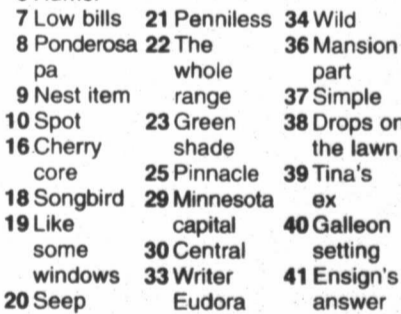 7 Low bills
8 Ponderosa
pa
9 Nest item
10 Spot
16 Cherry
core
18 Songbird
19 Like
some
windows
20 Seep
21 Penniless
22 The
whole
range
23 Green
shade
25 Pinnacle
29 Minnesota
capital
30 Central
33 Writer
Eudora
34 Wild
36 Mansion
part
37 Simple
38 Drops on
the lawn
39 Tina's
ex
40 Galleon
setting
41 Ensign's
answer